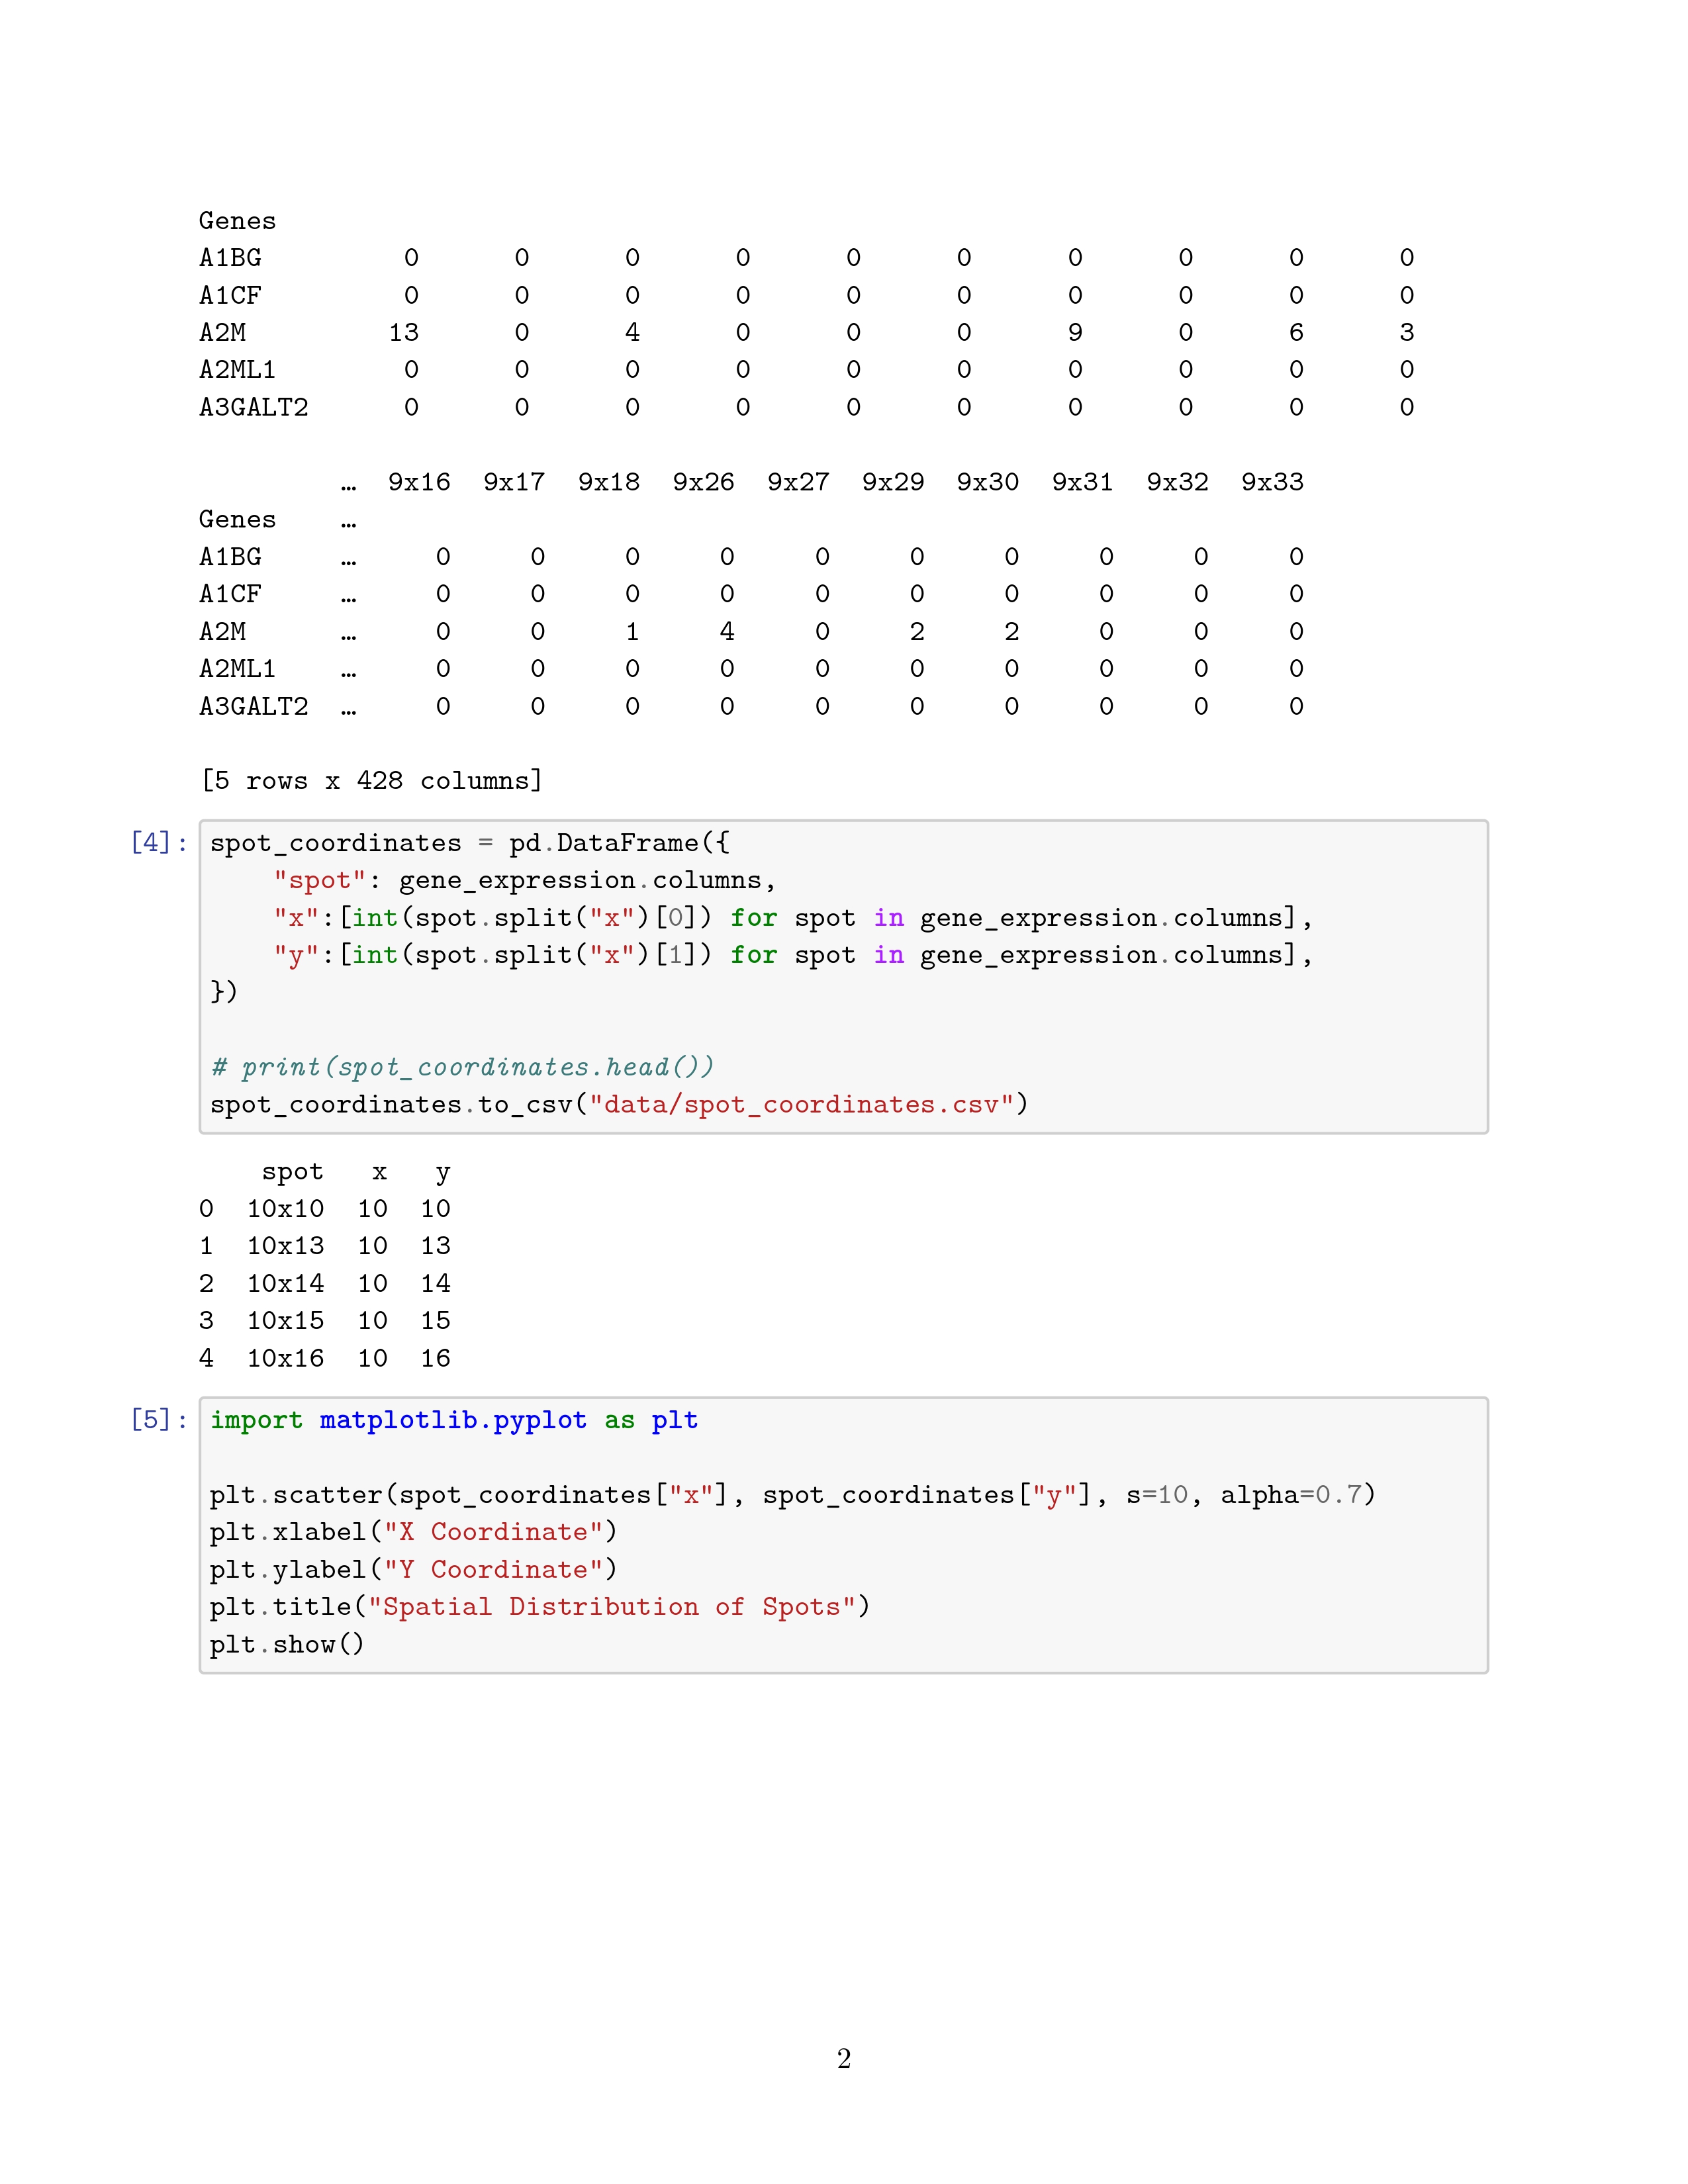 Genes
A1BG 0 0 0 0 0 0 0 0 0 0
A1CF 0 0 0 0 0 0 0 0 0 0
A2M 13 0 4 0 0 0 9 0 6 3
A2ML1 0 0 0 0 0 0 0 0 0 0
A3GALT2 0 0 0 0 0 0 0 0 0 0
… 9x16 9x17 9x18 9x26 9x27 9x29 9x30 9x31 9x32 9x33
Genes …
A1BG … 0 0 0 0 0 0 0 0 0 0
A1CF … 0 0 0 0 0 0 0 0 0 0
A2M … 0 0 1 4 0 2 2 0 0 0
A2ML1 … 0 0 0 0 0 0 0 0 0 0
A3GALT2 … 0 0 0 0 0 0 0 0 0 0
[5 rows x 428 columns]
[4]: spot_coordinates = pd.DataFrame({
    "spot": gene_expression.columns,
    "x":[int(spot.split("x")[0]) for spot in gene_expression.columns],
    "y":[int(spot.split("x")[1]) for spot in gene_expression.columns],
})
# print(spot_coordinates.head())
spot_coordinates.to_csv("data/spot_coordinates.csv")
spot x y
0 10x10 10 10
1 10x13 10 13
2 10x14 10 14
3 10x15 10 15
4 10x16 10 16
[5]: import matplotlib.pyplot as plt
plt.scatter(spot_coordinates["x"], spot_coordinates["y"], s=10, alpha=0.7)
plt.xlabel("X Coordinate")
plt.ylabel("Y Coordinate")
plt.title("Spatial Distribution of Spots")
plt.show()
2